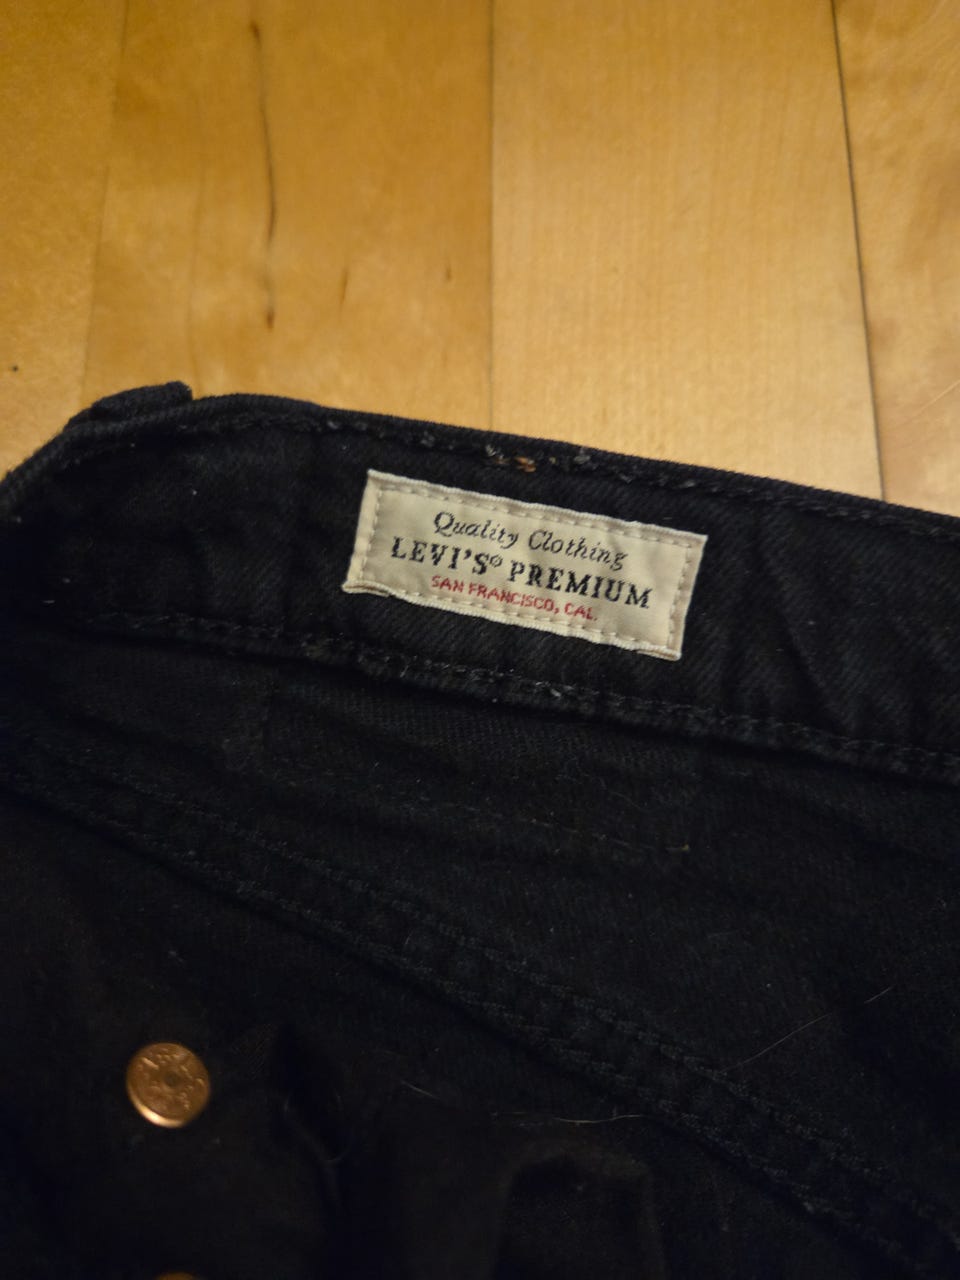 Quality Clothing
LEVI'S® PREMIUM
SAN FRANCISCO, CAL.